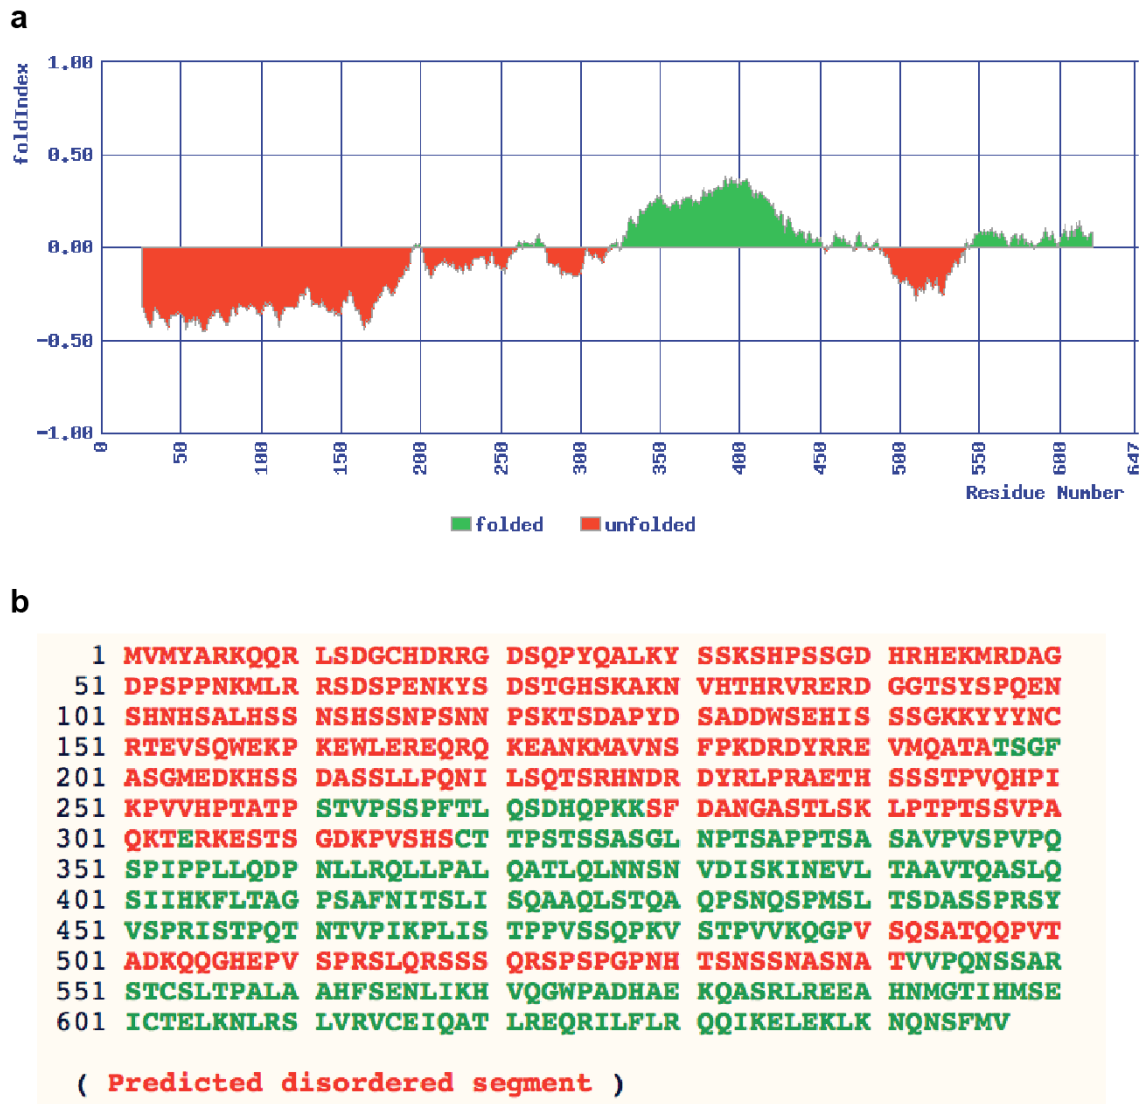 a
1.00
0.50
0.00
-0.50
-1.00
foldIndex
0 50 100 150 200 250 300 350 400 450 500 550 600 647
Residue Number
folded unfolded
b
1 MVMYARKQQR LSDGCHDRRG DSQPYQALKY SSKSHPSSGD HRHEKMRDAG
51 DPSPPNKMLR RSDSPENKYS DSTGHSKAKN VHTHRVRERD GGTSYSPQEN
101 SHNHSALHSS NSHSSNPSNN PSKTSDAPYD SADDWSEHIS SSGKKYYYNC
151 RTEVSQWEKP KEWLEREQRQ KEANKMAVNS FPKDRDYRRE VMQATATSGF
201 ASGMEDKHSS DASSLLPQNI LSQTSRHNDR DYRLPRAETH SSSTPVQHPI
251 KPVVHPTATP STVPSSPFTL QSDHQPKKSF DANGASTLSK LPTPTSSVPA
301 QKTERKESTS GDKPVSHSCT TPSTSSASGL NPTSAPPTSA SAVPVSPVPQ
351 SPIPPLLQDP NLLRQLLPAL QATLQLNNSN VDISKINEVL TAAVTQASLQ
401 SIIHKFLTAG PSAFNITSLI SQAAQLSTQA QPSNQSPMSL TSDASSPRSY
451 VSPRISTPQT NTVPIKPLIS TPPVSSQPKV STPVVKQGPV SQSATQQPVT
501 ADKQQGHEPV SPRSLQRSSS QRSPSPGPNH TSNSSNASNA TVVPQNSSAR
551 STCSLTPALA AHFSENLIKH VQGWPADHAE KQASRLREEA HNMGTIHMSE
601 ICTELKNLRS LVRVCEIQAT LREQRILFLR QQIKELEKLK NQNSFMV
( Predicted disordered segment )